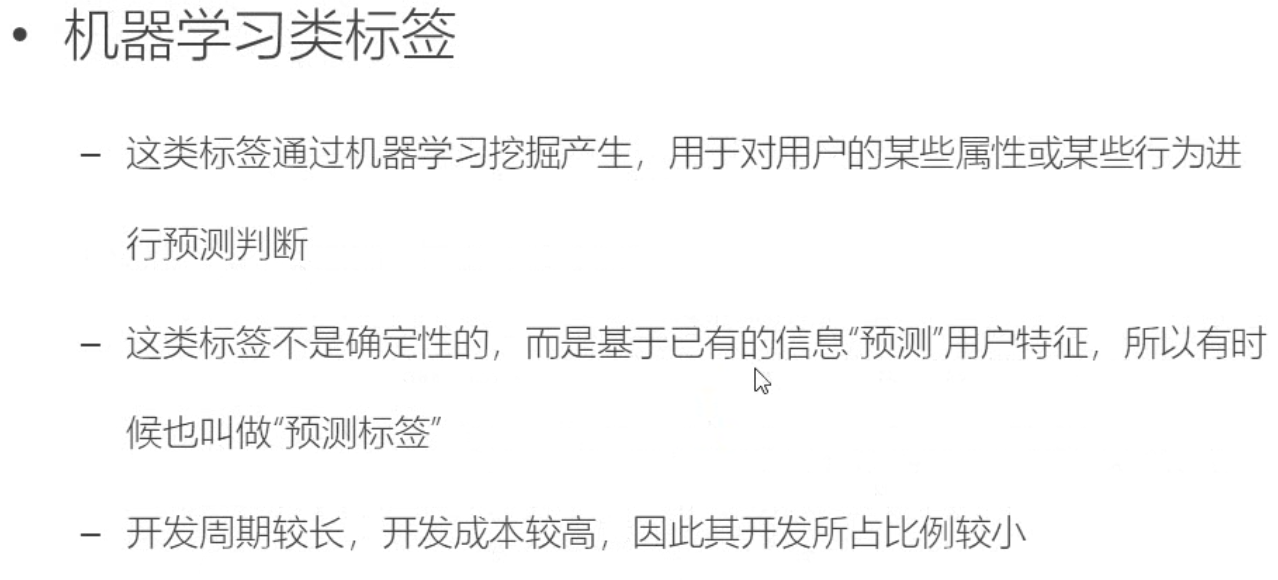 • 机器学习类标签
– 这类标签通过机器学习挖掘产生，用于对用户的某些属性或某些行为进
行预测判断
– 这类标签不是确定性的，而是基于已有的信息“预测”用户特征，所以有时
候也叫做“预测标签”
– 开发周期较长，开发成本较高，因此其开发所占比例较小